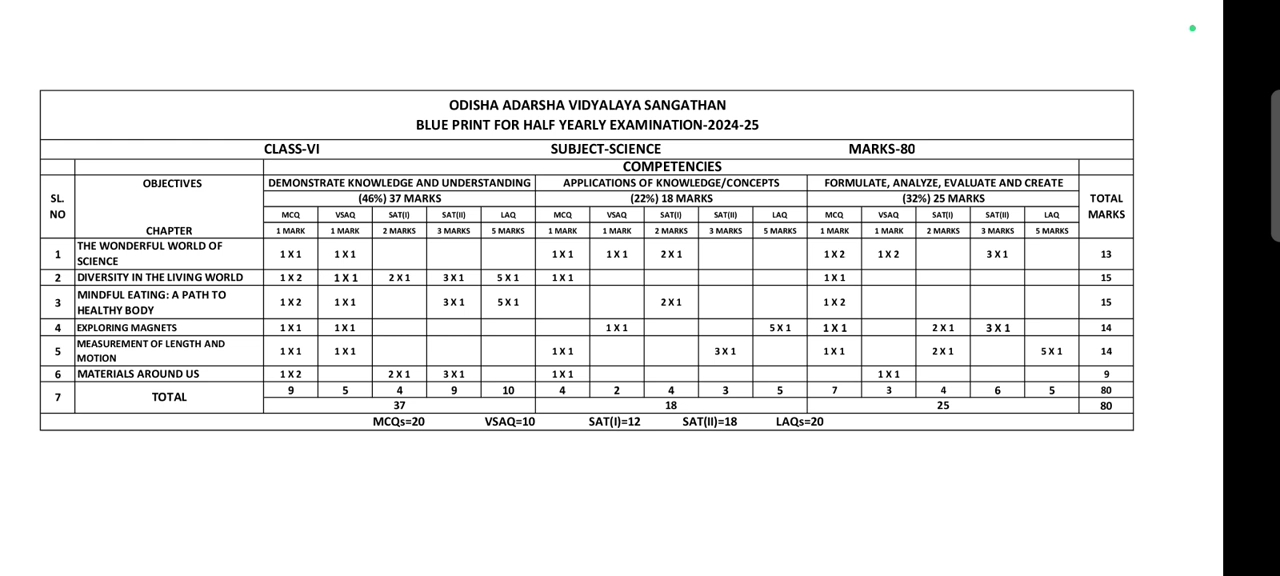 ODISHA ADARSHA VIDYALAYA SANGATHAN
BLUE PRINT FOR HALF YEARLY EXAMINATION-2024-25
CLASS-VI SUBJECT-SCIENCE MARKS-80
COMPETENCIES
SL. NO OBJECTIVES CHAPTER DEMONSTRATE KNOWLEDGE AND UNDERSTANDING APPLICATIONS OF KNOWLEDGE/CONCEPTS FORMULATE, ANALYZE, EVALUATE AND CREATE TOTAL MARKS
(46%) 37 MARKS (22%) 18 MARKS (32%) 25 MARKS
MCQ VSAQ SAT(I) SAT(II) LAQ MCQ VSAQ SAT(I) SAT(II) LAQ MCQ VSAQ SAT(I) SAT(II) LAQ
1 MARK 1 MARK 2 MARKS 3 MARKS 5 MARKS 1 MARK 1 MARK 2 MARKS 3 MARKS 5 MARKS 1 MARK 1 MARK 2 MARKS 3 MARKS 5 MARKS
1 THE WONDERFUL WORLD OF
SCIENCE 1 X 1 1 X 1 1 X 1 1 X 1 2 X 1 1 X 2 1 X 2 3 X 1 13
2 DIVERSITY IN THE LIVING WORLD 1 X 2 1 X 1 2 X 1 3 X 1 5 X 1 1 X 1 1 X 1 15
3 MINDFUL EATING: A PATH TO
HEALTHY BODY 1 X 2 1 X 1 3 X 1 5 X 1 2 X 1 1 X 2 15
4 EXPLORING MAGNETS 1 X 1 1 X 1 1 X 1 5 X 1 1 X 1 2 X 1 3 X 1 14
5 MEASUREMENT OF LENGTH AND
MOTION 1 X 1 1 X 1 1 X 1 3 X 1 1 X 1 2 X 1 5 X 1 14
6 MATERIALS AROUND US 1 X 2 2 X 1 3 X 1 1 X 1 1 X 1 9
7 TOTAL 9 5 4 9 10 4 2 4 3 5 7 3 4 6 5 80
37 18 25 80
MCQs=20 VSAQ=10 SAT(I)=12 SAT(II)=18 LAQs=20